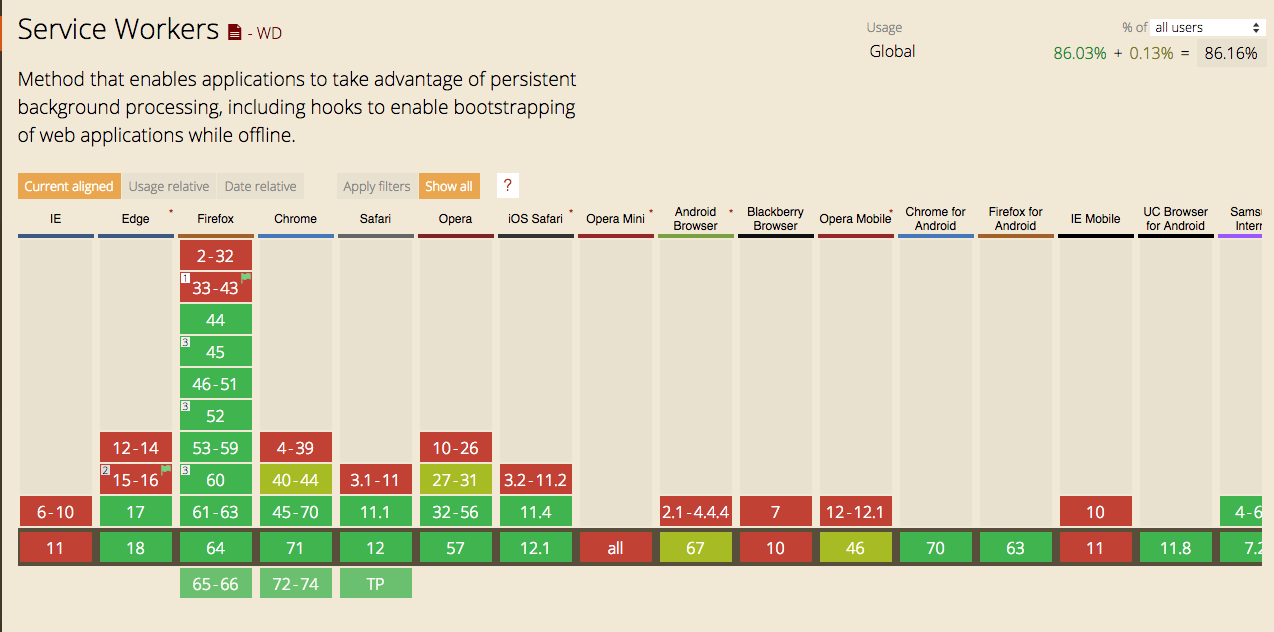 Service Workers - WD
Usage % of all users
Global 86.03% + 0.13% = 86.16%
Method that enables applications to take advantage of persistent
background processing, including hooks to enable bootstrapping
of web applications while offline.
Current aligned Usage relative Date relative Apply filters Show all ?
IE Edge * Firefox Chrome Safari Opera iOS Safari * Opera Mini * Android Browser * Blackberry Browser Opera Mobile * Chrome for Android Firefox for Android IE Mobile UC Browser for Android Sams Inter
2-32
1 33-43
44
3 45
46-51
3 52
12-14 53-59 4-39 10-26
2 15-16 3 60 40-44 3.1-11 27-31 3.2-11.2
6-10 17 61-63 45-70 11.1 32-56 11.4 2.1-4.4.4 7 12-12.1 10 4-6
11 18 64 71 12 57 12.1 all 67 10 46 70 63 11 11.8 7.2
65-66 72-74 TP